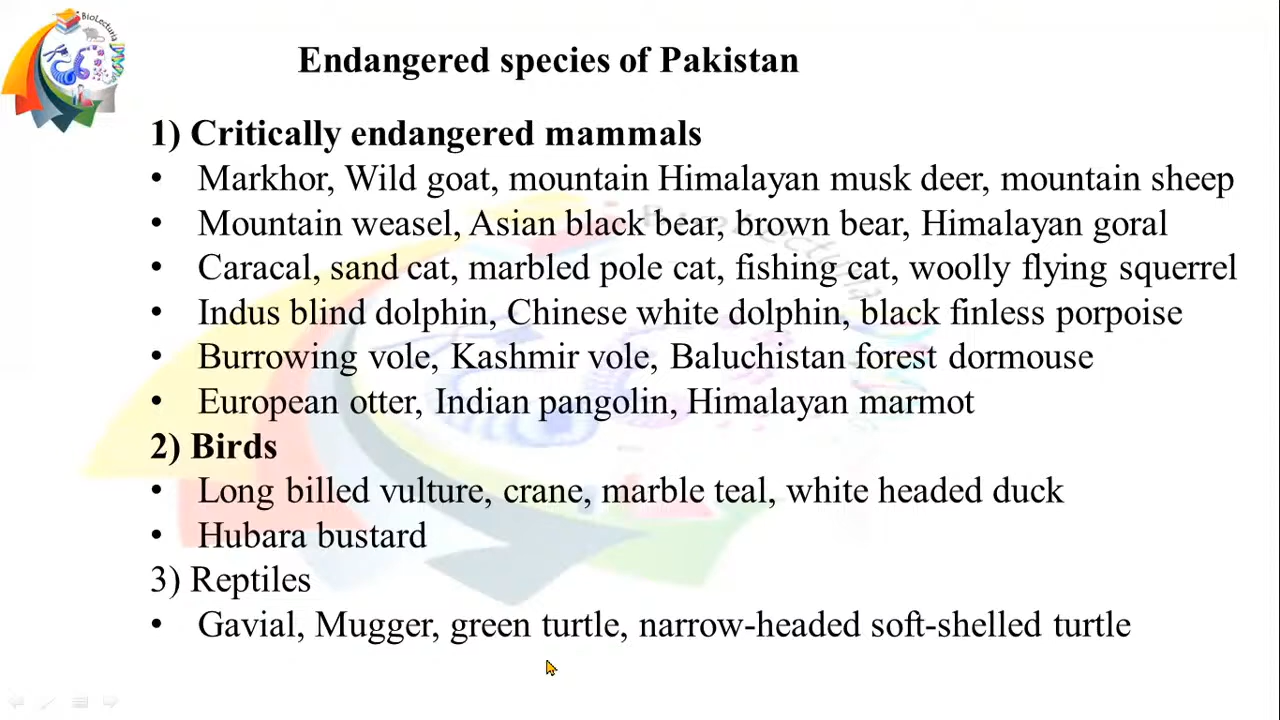 BioLecturia
Endangered species of Pakistan
1) Critically endangered mammals
• Markhor, Wild goat, mountain Himalayan musk deer, mountain sheep
• Mountain weasel, Asian black bear, brown bear, Himalayan goral
• Caracal, sand cat, marbled pole cat, fishing cat, woolly flying squerrel
• Indus blind dolphin, Chinese white dolphin, black finless porpoise
• Burrowing vole, Kashmir vole, Baluchistan forest dormouse
• European otter, Indian pangolin, Himalayan marmot
2) Birds
• Long billed vulture, crane, marble teal, white headed duck
• Hubara bustard
3) Reptiles
• Gavial, Mugger, green turtle, narrow-headed soft-shelled turtle